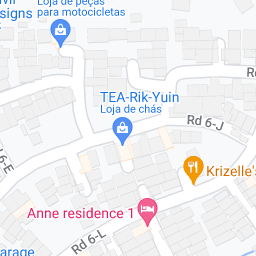 signs
Loja de peças
para motocicletas
TEA-Rik-Yuin
Loja de chás
Rd 6-J
Krizelle's
Anne residence 1
Rd 6-L